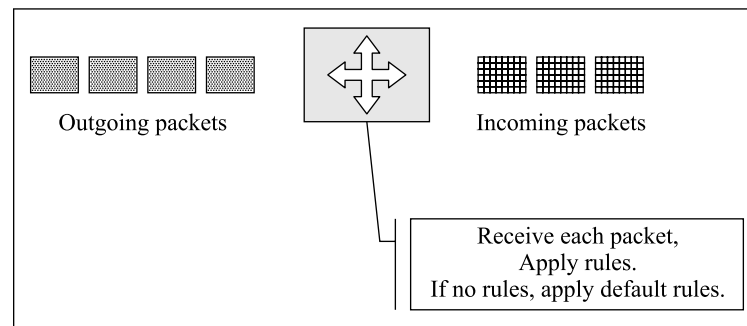 Outgoing packets
Incoming packets
Receive each packet,
Apply rules.
If no rules, apply default rules.